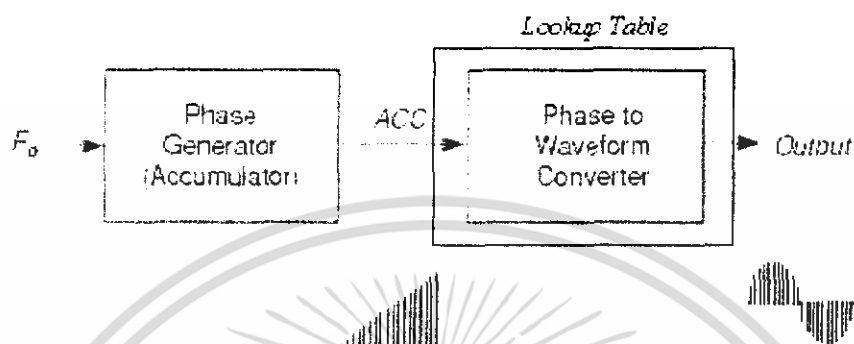 Lookup Table
Phase
Generator
(Accumulator)
ACC
Phase to
Waveform
Converter
Output